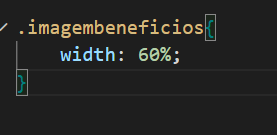 .imagembeneficios{
width: 60%;
}